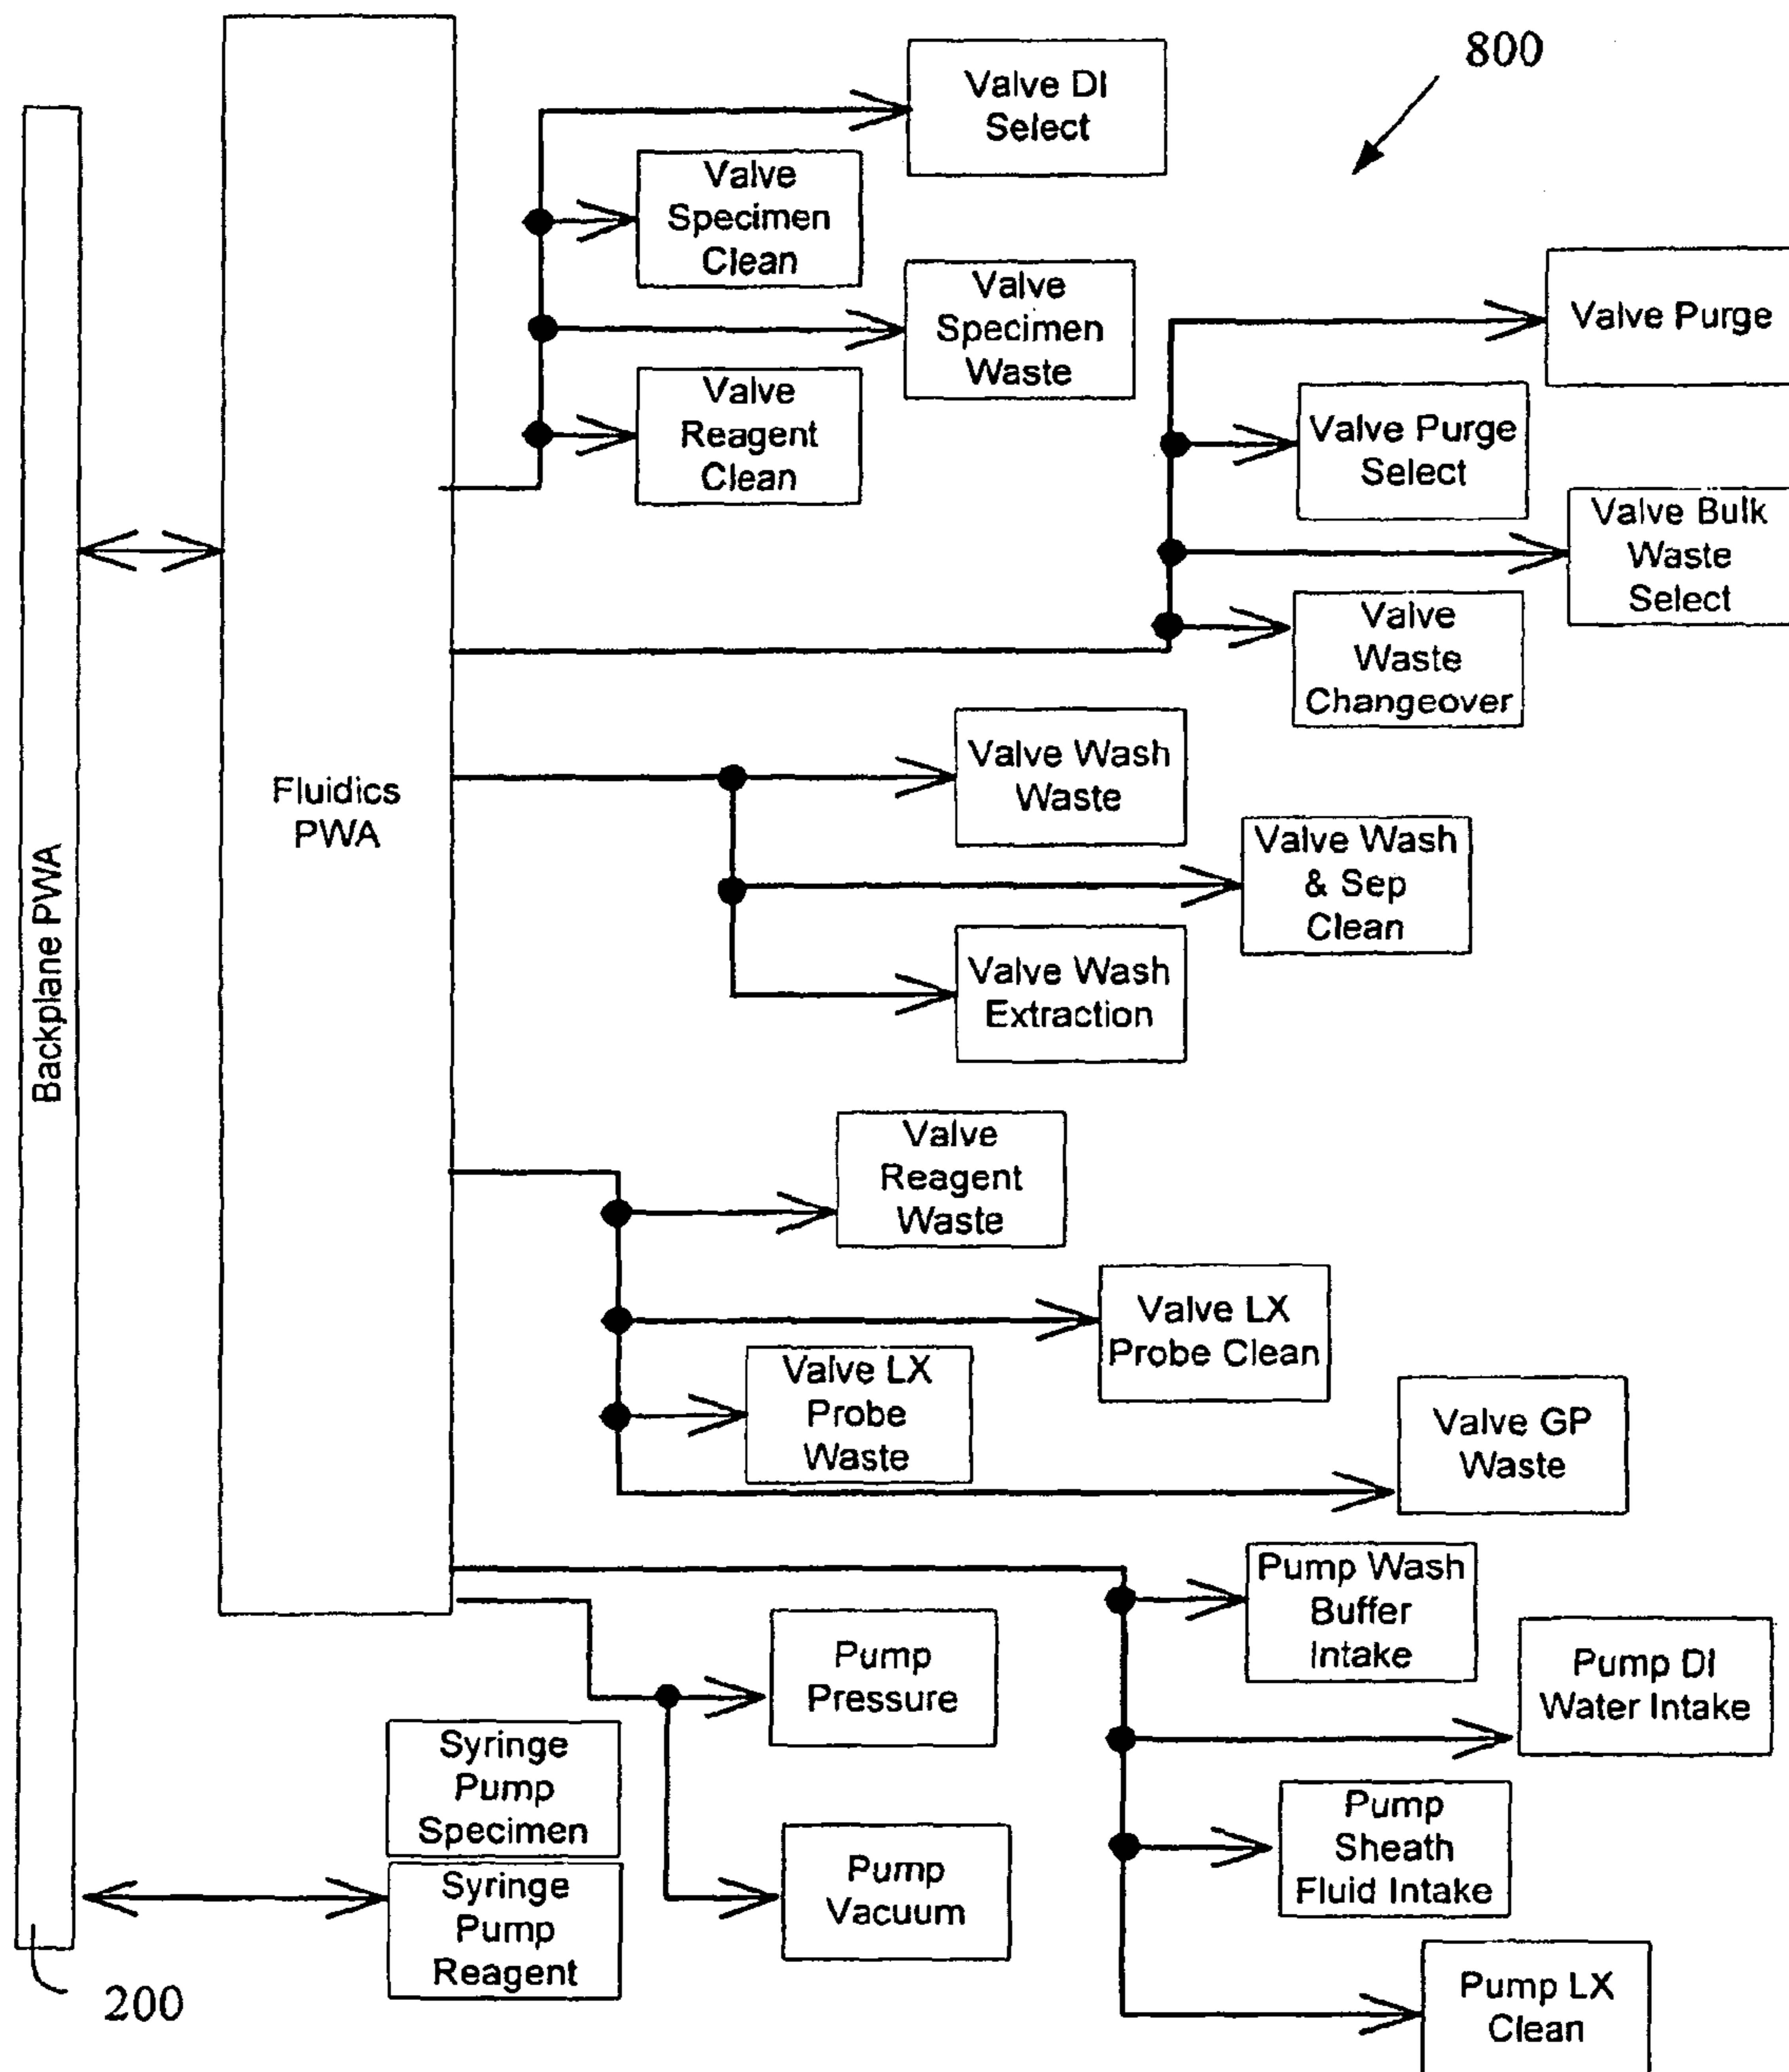 800
Valve DI
Select
Valve
Specimen
Clean
Valve
Specimen
Waste
Valve
Reagent
Clean
Valve Purge
Valve Purge
Select
Valve Bulk
Waste
Select
Valve
Waste
Changeover
Fluidics
PWA
Backplane PWA
Valve Wash
Waste
Valve Wash
& Sep
Clean
Valve Wash
Extraction
Valve
Reagent
Waste
Valve LX
Probe Clean
Valve LX
Probe
Waste
Valve GP
Waste
Pump Wash
Buffer
Intake
Pump DI
Water Intake
Pump
Pressure
Syringe
Pump
Specimen
Pump
Sheath
Fluid Intake
Syringe
Pump
Reagent
Pump
Vacuum
Pump LX
Clean
200